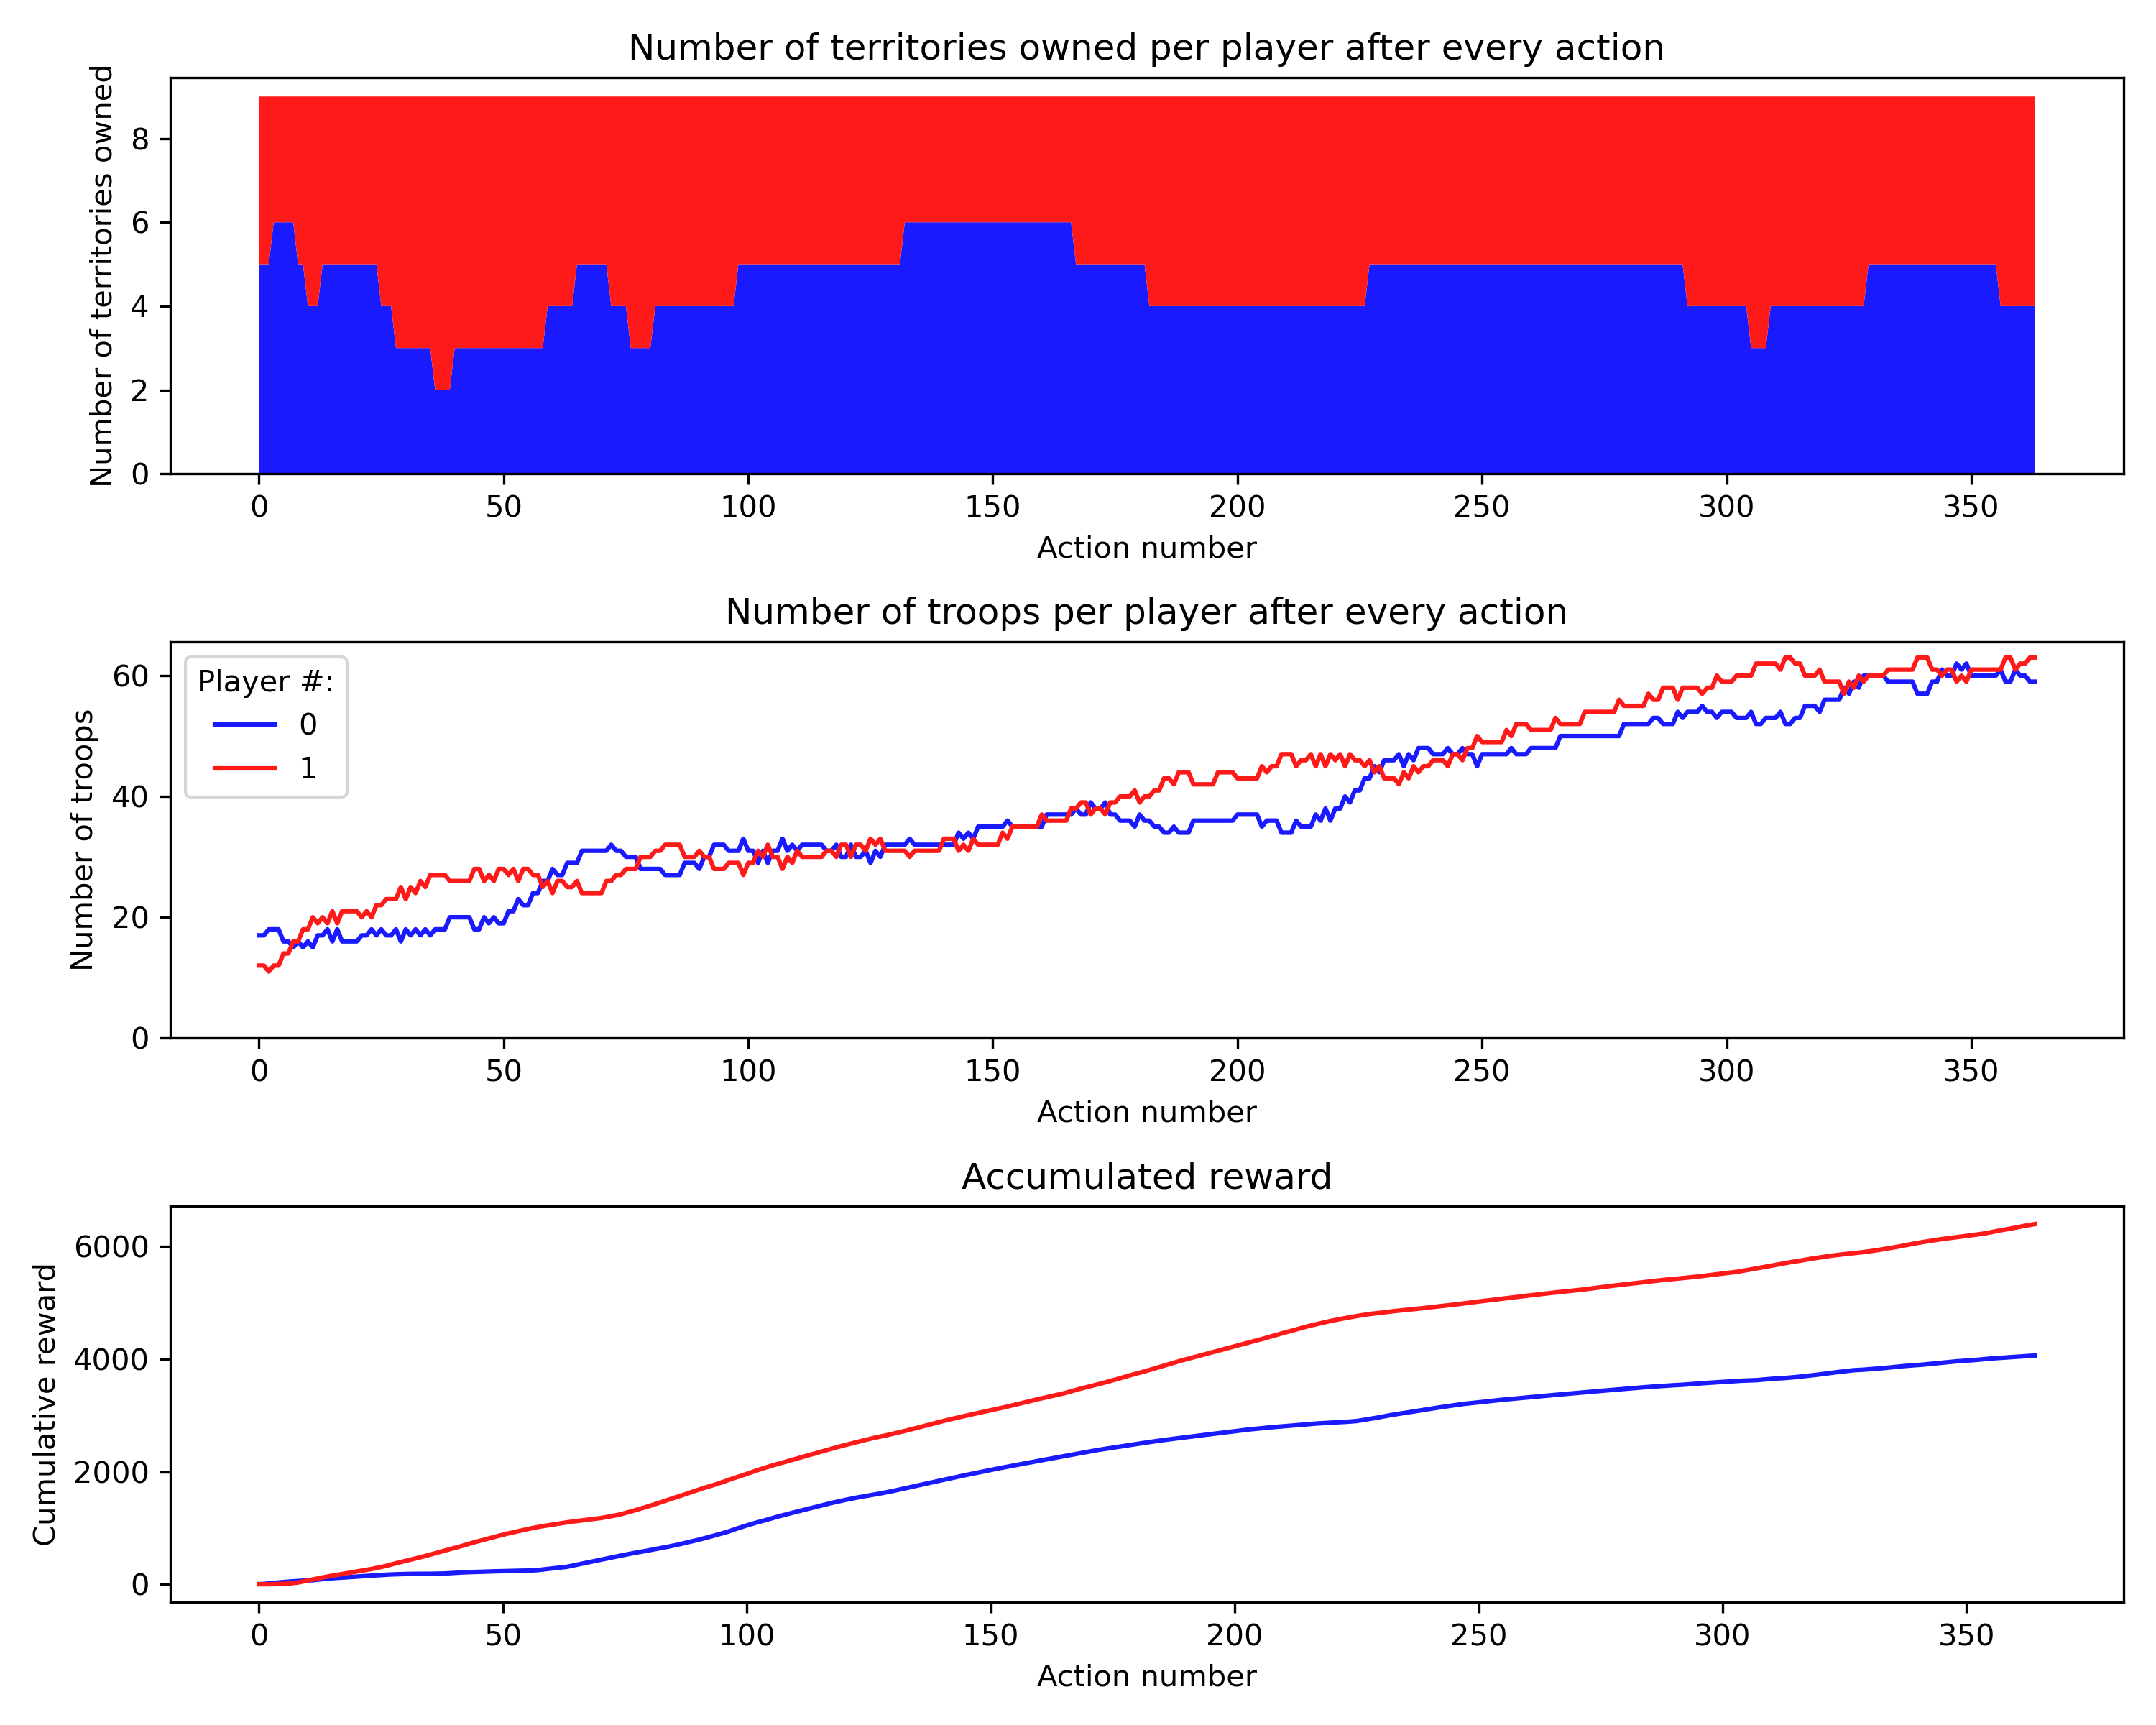 Number of territories owned per player after every action
Number of territories owned
8
6
4
2
0
0 50 100 150 200 250 300 350
Action number
Number of troops per player after every action
Number of troops
60
40
20
0
Player #:
0
1
0 50 100 150 200 250 300 350
Action number
Accumulated reward
Cumulative reward
6000
4000
2000
0
0 50 100 150 200 250 300 350
Action number